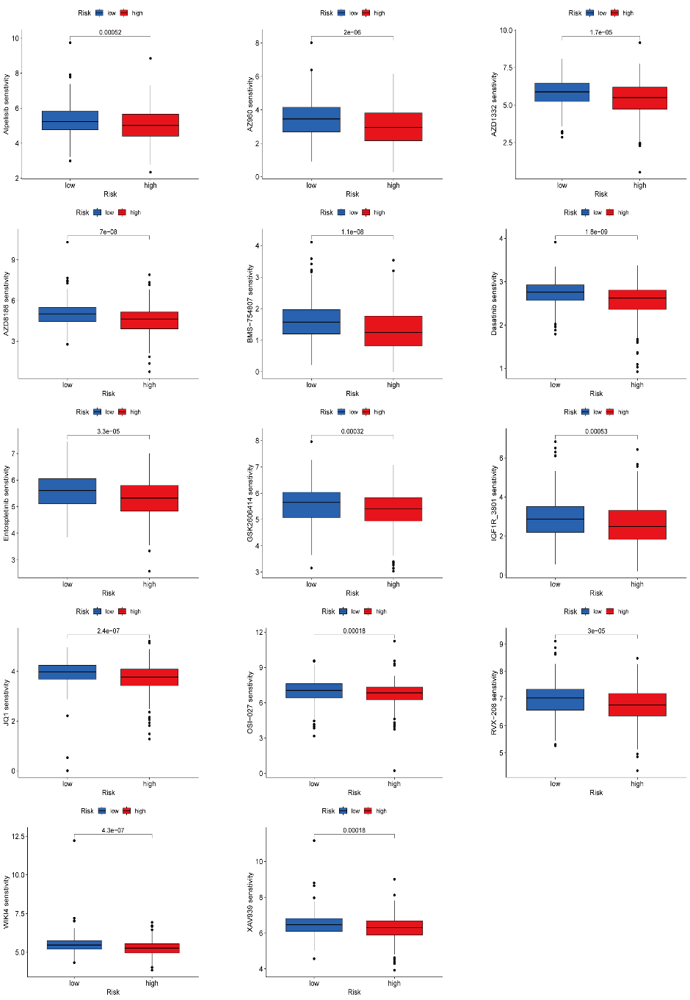 Risk low high
0.00052
10
8
6
4
2
Alpelisib senstivity
low high
Risk
Risk low high
2e−06
8
6
4
2
0
AZ960 senstivity
low high
Risk
Risk low high
1.7e−05
10.0
7.5
5.0
2.5
AZD1332 senstivity
low high
Risk
Risk low high
7e−08
9
6
3
AZD8186 senstivity
low high
Risk
Risk low high
1.1e−08
4
3
2
1
0
BMS−754807 senstivity
low high
Risk
Risk low high
1.8e−09
4
3
2
1
Dasatinib senstivity
low high
Risk
Risk low high
3.3e−05
7
6
5
4
3
Entospletinib senstivity
low high
Risk
Risk low high
0.00032
8
7
6
5
4
3
GSK2606414 senstivity
low high
Risk
Risk low high
0.00053
6
4
2
0
IGF1R_3801 senstivity
low high
Risk
Risk low high
2.4e−07
4
2
0
JQ1 senstivity
low high
Risk
Risk low high
0.00018
12
9
6
3
0
OSI−027 senstivity
low high
Risk
Risk low high
3e−05
9
8
7
6
5
RVX−208 senstivity
low high
Risk
Risk low high
4.3e−07
12.5
10.0
7.5
5.0
WIKI4 senstivity
low high
Risk
Risk low high
0.00018
10
8
6
4
XAV939 senstivity
low high
Risk